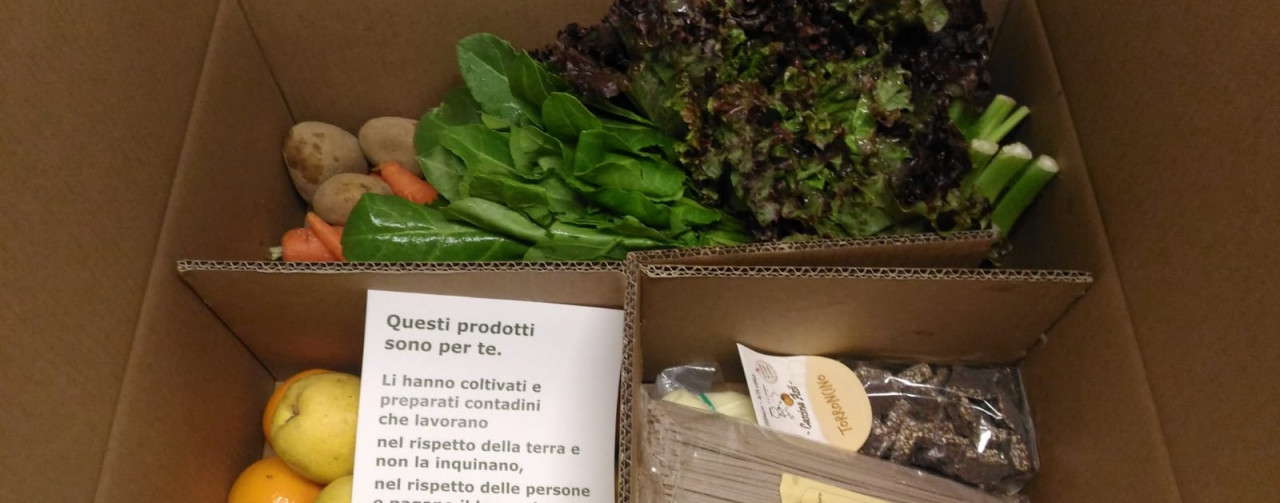 Questi prodotti
sono per te.
Li hanno coltivati e
preparati contadini
che lavorano
nel rispetto della terra e
non la inquinano,
nel rispetto delle persone
TORRONCINO